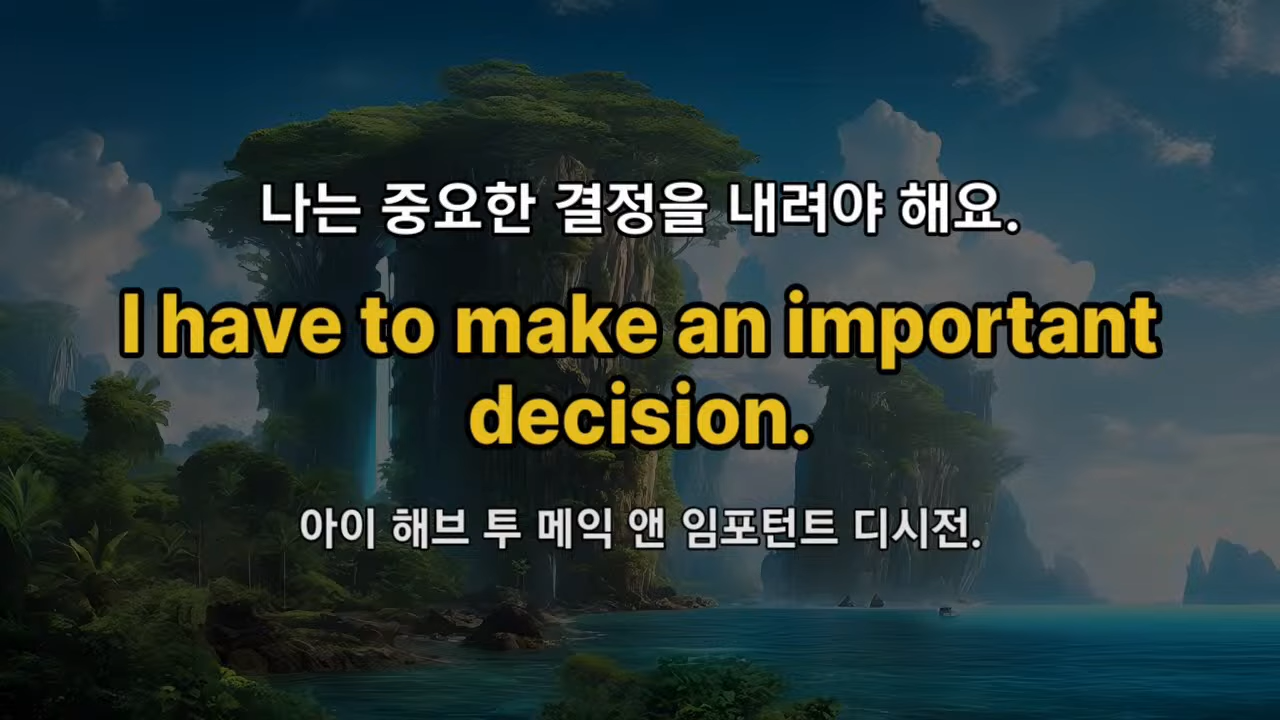 나는 중요한 결정을 내려야 해요.
I have to make an important
decision.
아이 해브 투 메익 앤 임포턴트 디시전.